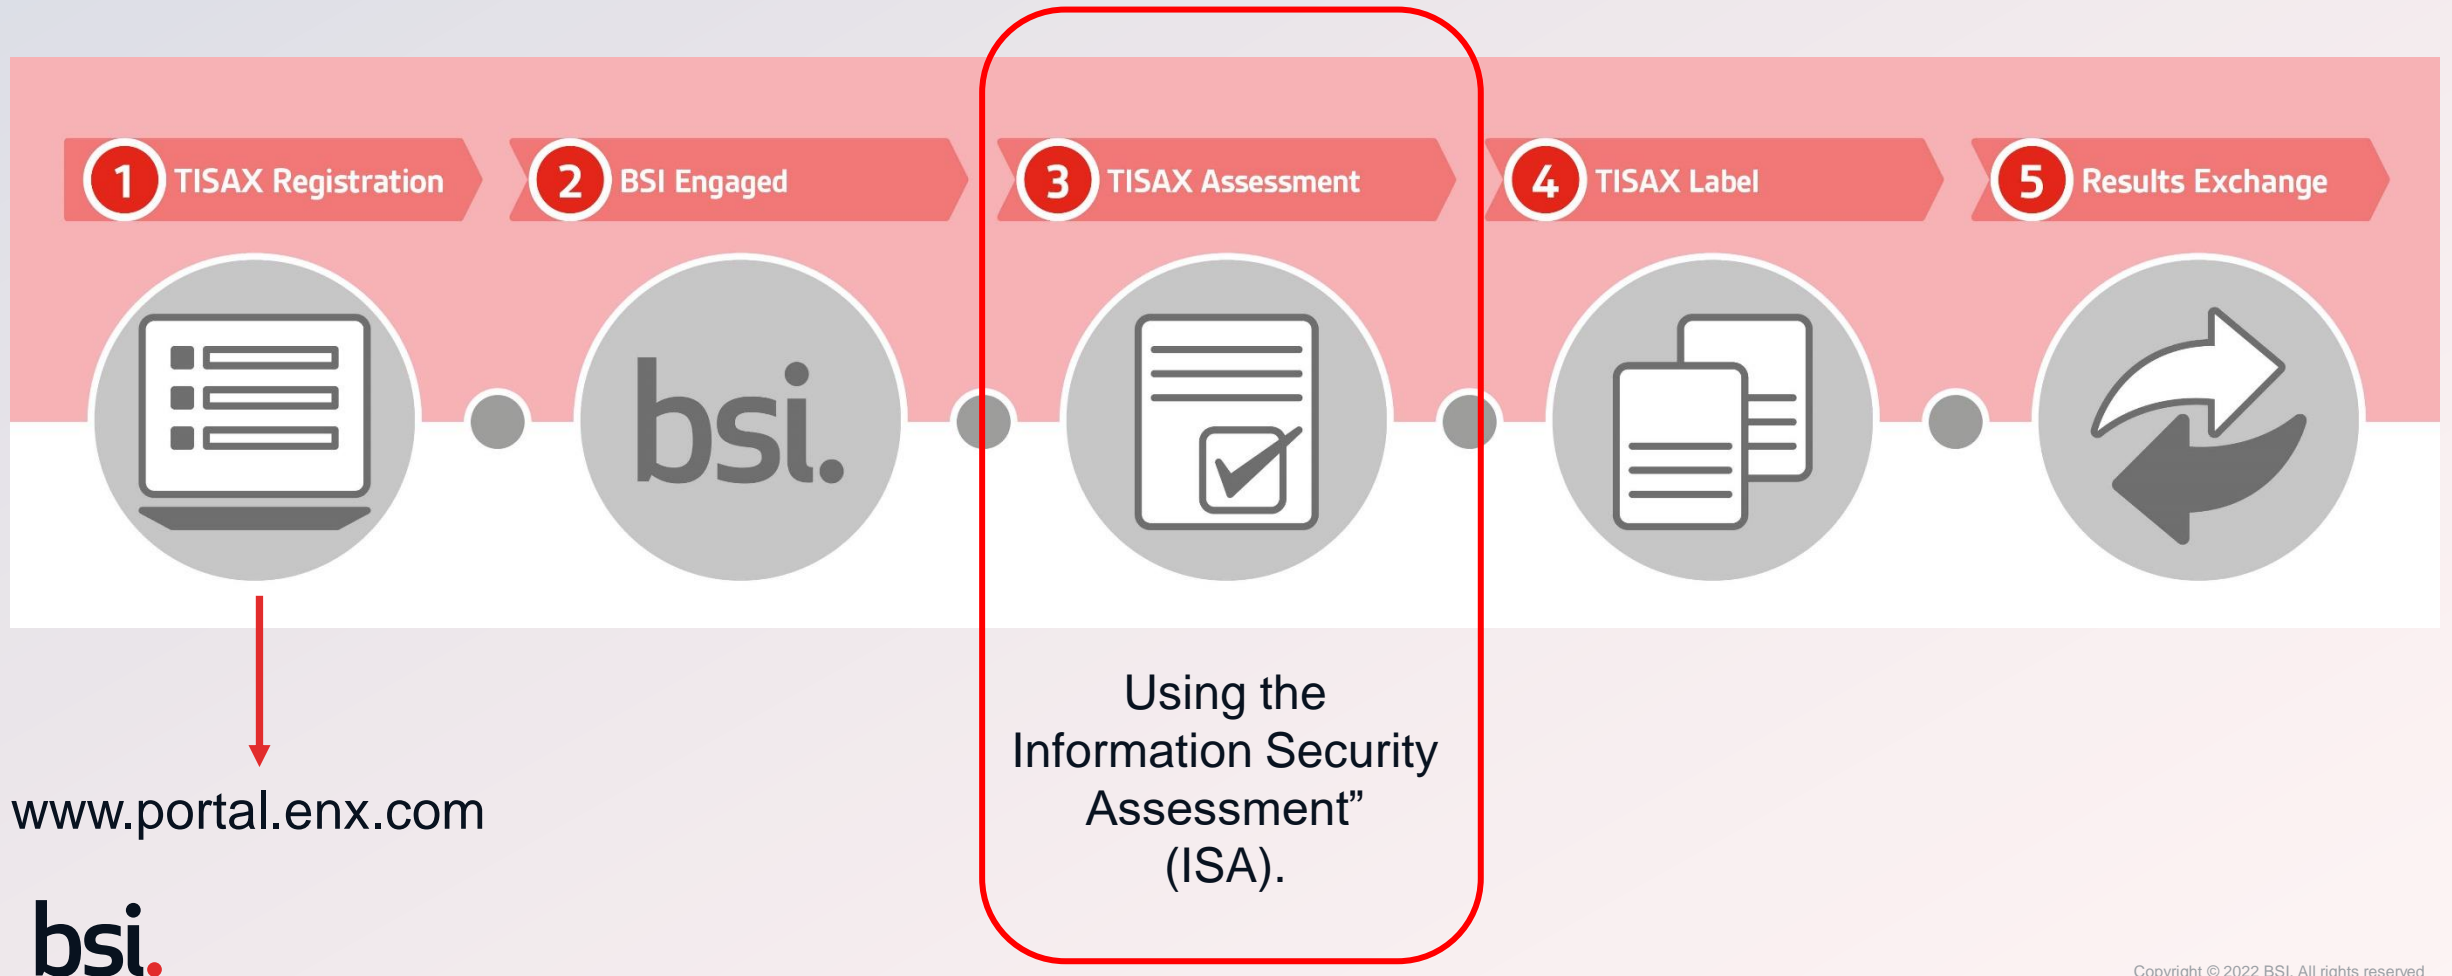 1 TISAX Registration
2 BSI Engaged
3 TISAX Assessment
4 TISAX Label
5 Results Exchange
bsi.
Using the
Information Security
Assessment”
(ISA).
www.portal.enx.com
bsi.
Copyright © 2022 BSI. All rights reserved